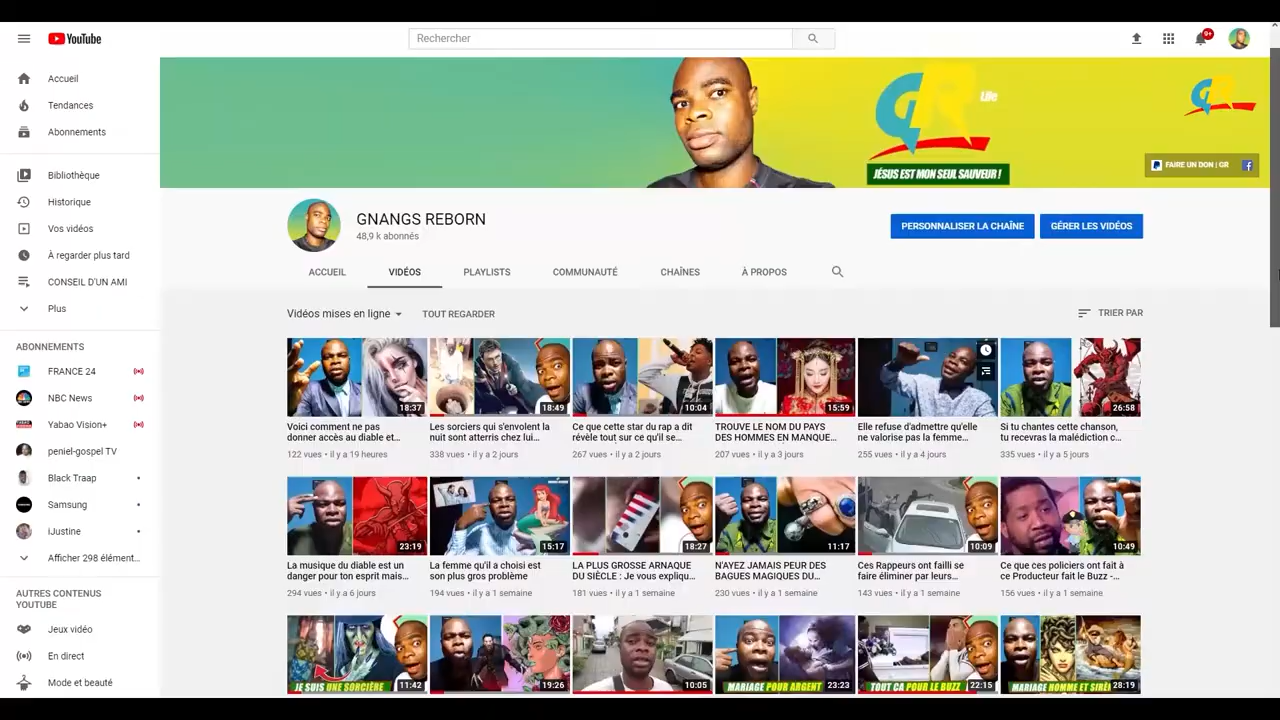 YouTube
Rechercher
9+
Accueil
Tendances
Abonnements
Bibliothèque
Historique
Vos vidéos
À regarder plus tard
CONSEIL D'UN AMI
Plus
ABONNEMENTS
FRANCE 24
NBC News
Yabao Vision+
peniel-gospel TV
Black Traap
Samsung
iJustine
Afficher 298 élément...
AUTRES CONTENUS
YOUTUBE
Jeux vidéo
En direct
Mode et beauté
GR Life
JÉSUS EST MON SEUL SAUVEUR !
GR
FAIRE UN DON | GR
GNANGS REBORN
48,9 k abonnés
PERSONNALISER LA CHAÎNE
GÉRER LES VIDÉOS
ACCUEIL VIDÉOS PLAYLISTS COMMUNAUTÉ CHAÎNES À PROPOS
Vidéos mises en ligne TOUT REGARDER TRIER PAR
18:37
Voici comment ne pas
donner accès au diable et...
122 vues • il y a 19 heures
18:49
Les sorciers qui s'envolent la
nuit sont atterris chez lui...
338 vues • il y a 2 jours
10:04
Ce que cette star du rap a dit
révèle tout sur ce qu'il se...
267 vues • il y a 2 jours
15:59
TROUVE LE NOM DU PAYS
DES HOMMES EN MANQUE...
207 vues • il y a 3 jours
Elle refuse d'admettre qu'elle
ne valorise pas la femme...
255 vues • il y a 4 jours
26:58
Si tu chantes cette chanson,
tu recevras la malédiction c...
335 vues • il y a 5 jours
23:19
La musique du diable est un
danger pour ton esprit mais...
294 vues • il y a 6 jours
15:17
La femme qu'il a choisi est
son plus gros problème
194 vues • il y a 1 semaine
18:27
LA PLUS GROSSE ARNAQUE
DU SIÈCLE : Je vous expliqu...
181 vues • il y a 1 semaine
11:17
N'AYEZ JAMAIS PEUR DES
BAGUES MAGIQUES DU...
230 vues • il y a 1 semaine
10:09
Ces Rappeurs ont failli se
faire éliminer par leurs...
143 vues • il y a 1 semaine
10:49
Ce que ces policiers ont fait à
ce Producteur fait le Buzz -...
156 vues • il y a 1 semaine
JE SUIS UNE SORCIÈRE
11:42
19:26
10:05
MARIAGE POUR ARGENT
23:23
TOUT ÇA POUR LE BUZZ
22:15
MARIAGE HOMME ET SIRÈ
28:19